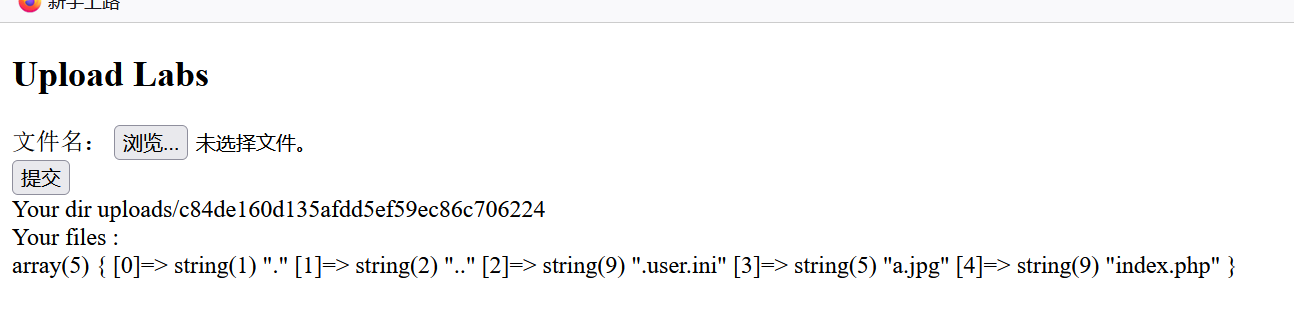 新手上路
Upload Labs
文件名： 浏览... 未选择文件。
提交
Your dir uploads/c84de160d135afdd5ef59ec86c706224
Your files :
array(5) { [0]=> string(1) "." [1]=> string(2) ".." [2]=> string(9) ".user.ini" [3]=> string(5) "a.jpg" [4]=> string(9) "index.php" }